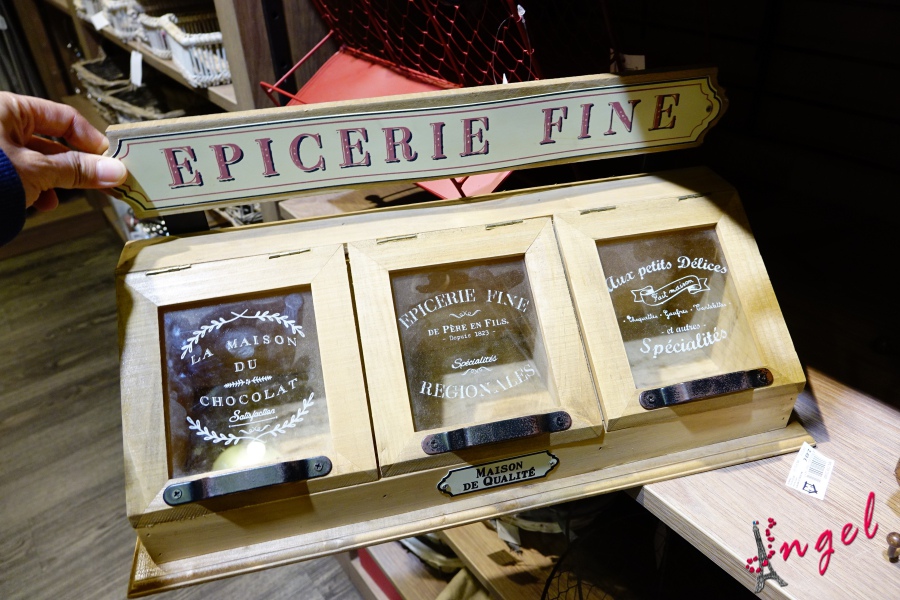 EPICERIE FINE
LA MAISON
DU
CHOCOLAT
Satisfaction
EPICERIE FINE
DE PÈRE EN FILS.
- Depuis 1823 -
Spécialités
RÉGIONALES
Aux petits Délices
Fait maison
- et autres -
Spécialités
MAISON
DE QUALITÉ
Angel